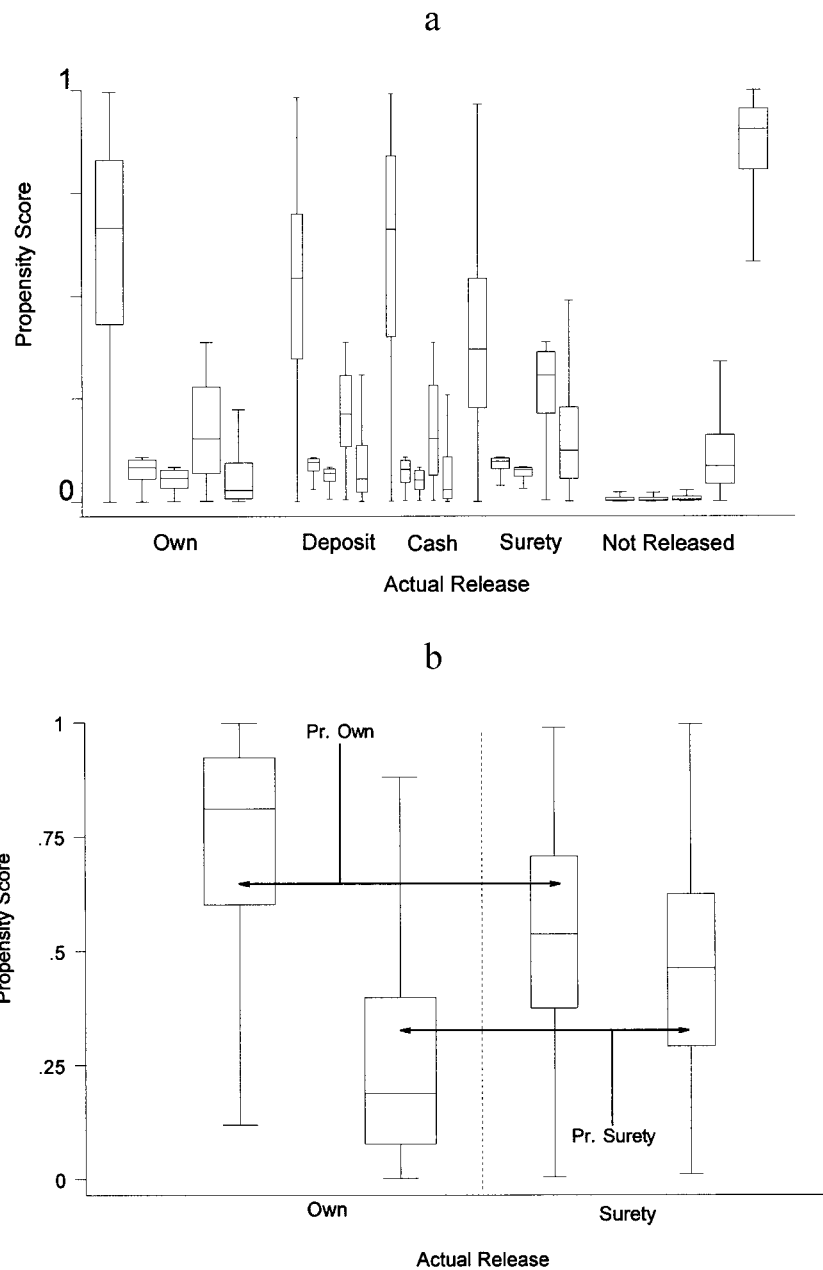 a
1
Propensity Score
0
Own Deposit Cash Surety Not Released
Actual Release
b
1
Pr. Own
.75
Propensity Score
.5
.25
Pr. Surety
0
Own Surety
Actual Release